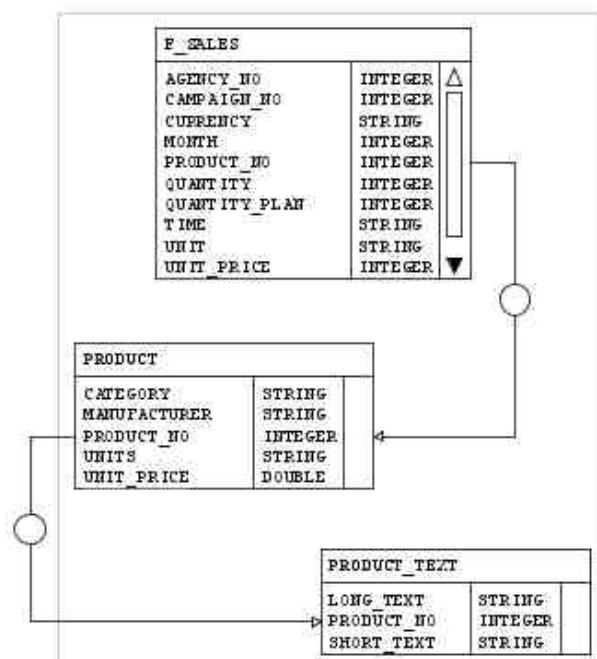 F_SALES
AGENCY_NO INTEGER
CAMPAIGN_NO INTEGER
CURRENCY STRING
MONTH INTEGER
PRODUCT_NO INTEGER
QUANTITY INTEGER
QUANTITY_PLAN INTEGER
TIME STRING
UNIT STRING
UNIT_PRICE INTEGER
PRODUCT
CATEGORY STRING
MANUFACTURER STRING
PRODUCT_NO INTEGER
UNITS STRING
UNIT_PRICE DOUBLE
PRODUCT_TEXT
LONG_TEXT STRING
PRODUCT_NO INTEGER
SHORT_TEXT STRING